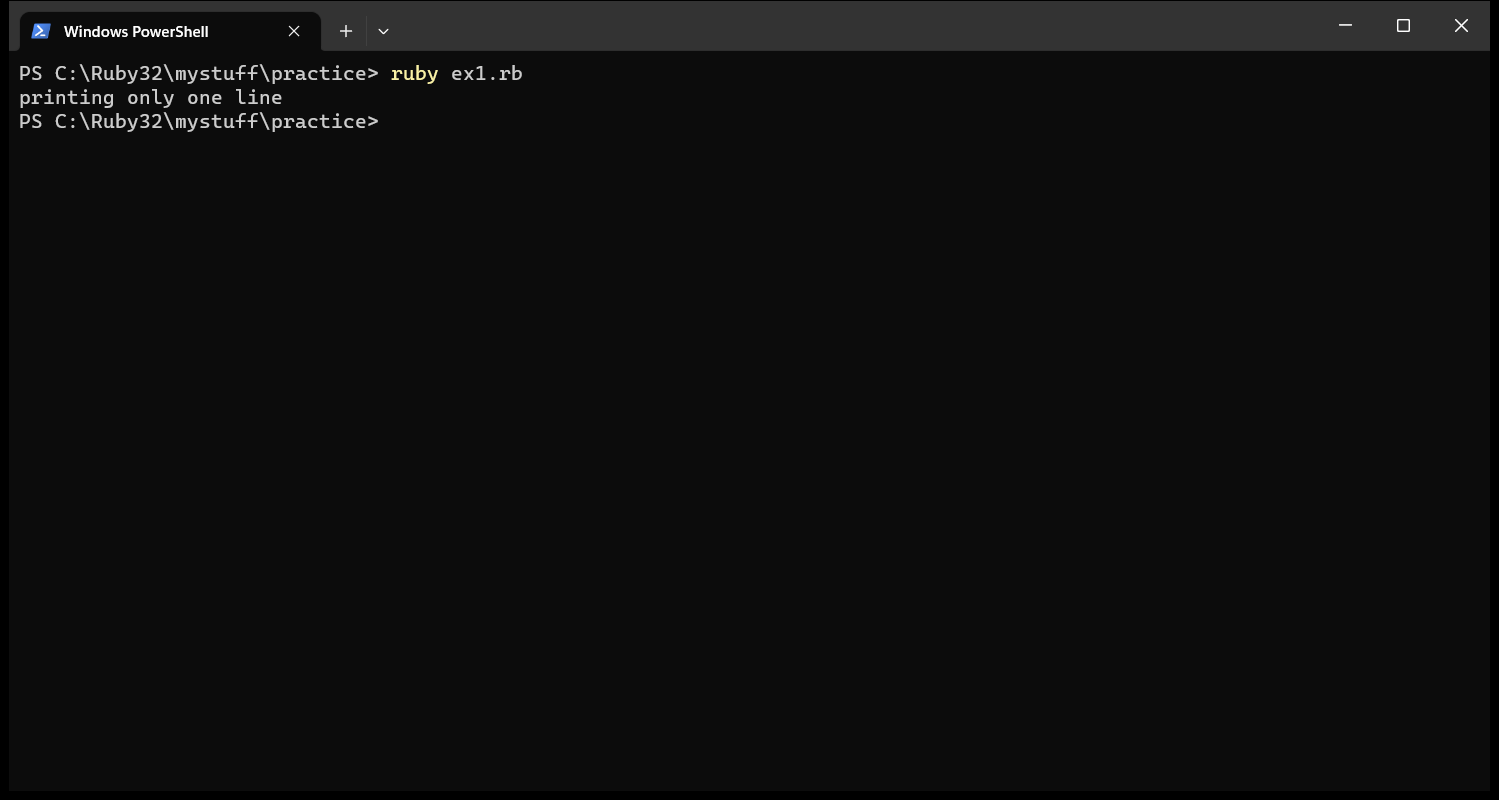 Windows PowerShell
PS C:\Ruby32\mystuff\practice> ruby ex1.rb
printing only one line
PS C:\Ruby32\mystuff\practice>